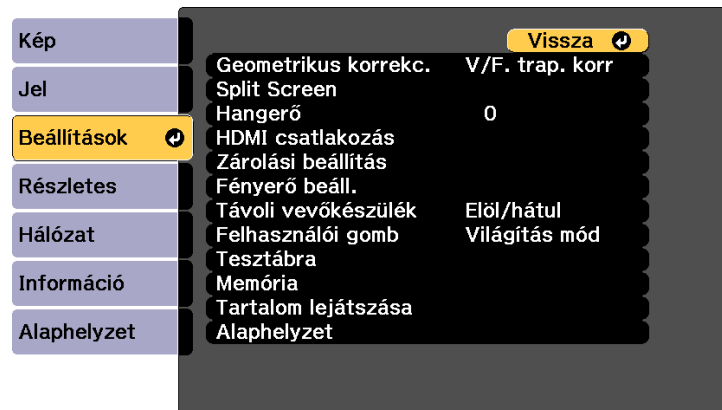 Kép
Jel
Beállítások
Részletes
Hálózat
Információ
Alaphelyzet
Vissza
Geometrikus korrekc. V/F. trap. korr
Split Screen
Hangerő 0
HDMI csatlakozás
Zárolási beállítás
Fényerő beáll.
Távoli vevőkészülék Elöl/hátul
Felhasználói gomb Világítás mód
Tesztábra
Memória
Tartalom lejátszása
Alaphelyzet